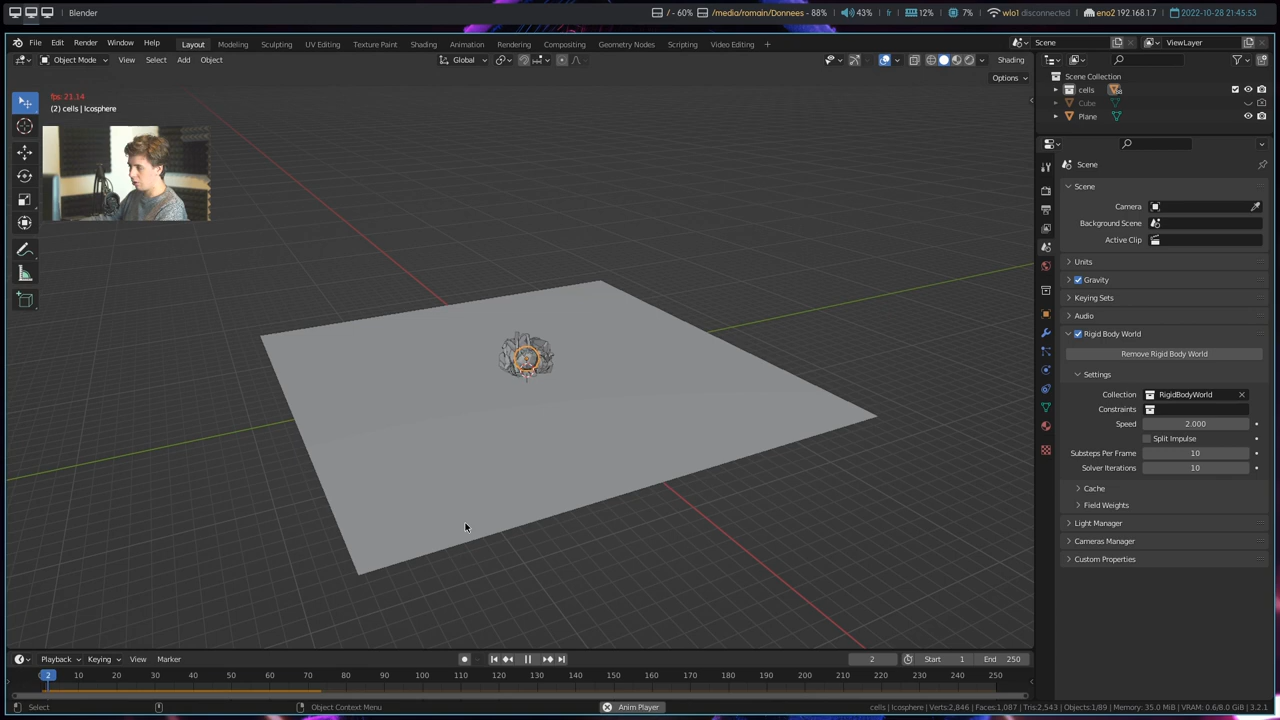 Blender
/ - 60%
/media/romain/Donnees - 88%
43%
fr
12%
7%
wlo1 disconnected
eno2 192.168.1.7
2022-10-28 21:45:53
File Edit Render Window Help
Layout Modeling Sculpting UV Editing Texture Paint Shading Animation Rendering Compositing Geometry Nodes Scripting Video Editing +
Scene
ViewLayer
Object Mode View Select Add Object
Global
Shading
Options
fps: 21.14
(2) cells | Icosphere
Scene Collection
cells
Cube
Plane
Scene
Scene
Camera
Background Scene
Active Clip
Units
Gravity
Keying Sets
Audio
Rigid Body World
Remove Rigid Body World
Settings
Collection RigidBodyWorld
Constraints
Speed 2.000
Split Impulse
Substeps Per Frame 10
Solver Iterations 10
Cache
Field Weights
Light Manager
Cameras Manager
Custom Properties
Playback Keying View Marker
2
Start 1
End 250
2 10 20 30 40 50 60 70 80 90 100 110 120 130 140 150 160 170 180 190 200 210 220 230 240 250
Select
Object Context Menu
Anim Player
cells | Icosphere | Verts:2,846 | Faces:1,087 | Tris:2,543 | Objects:1/89 | Memory: 35.0 MiB | VRAM: 0.6/8.0 GiB | 3.2.1